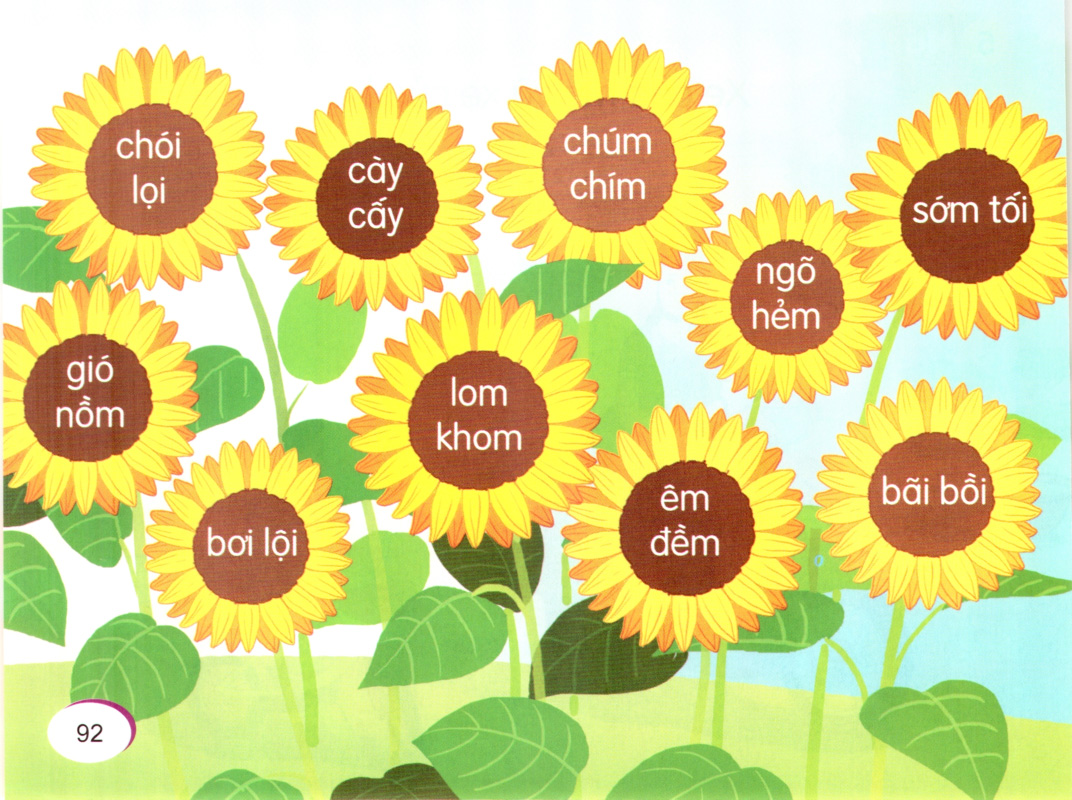 chói
lọi
cày
cấy
chúm
chím
sớm tối
ngõ
hẻm
gió
nồm
lom
khom
êm
đềm
bãi bồi
bơi lội
92